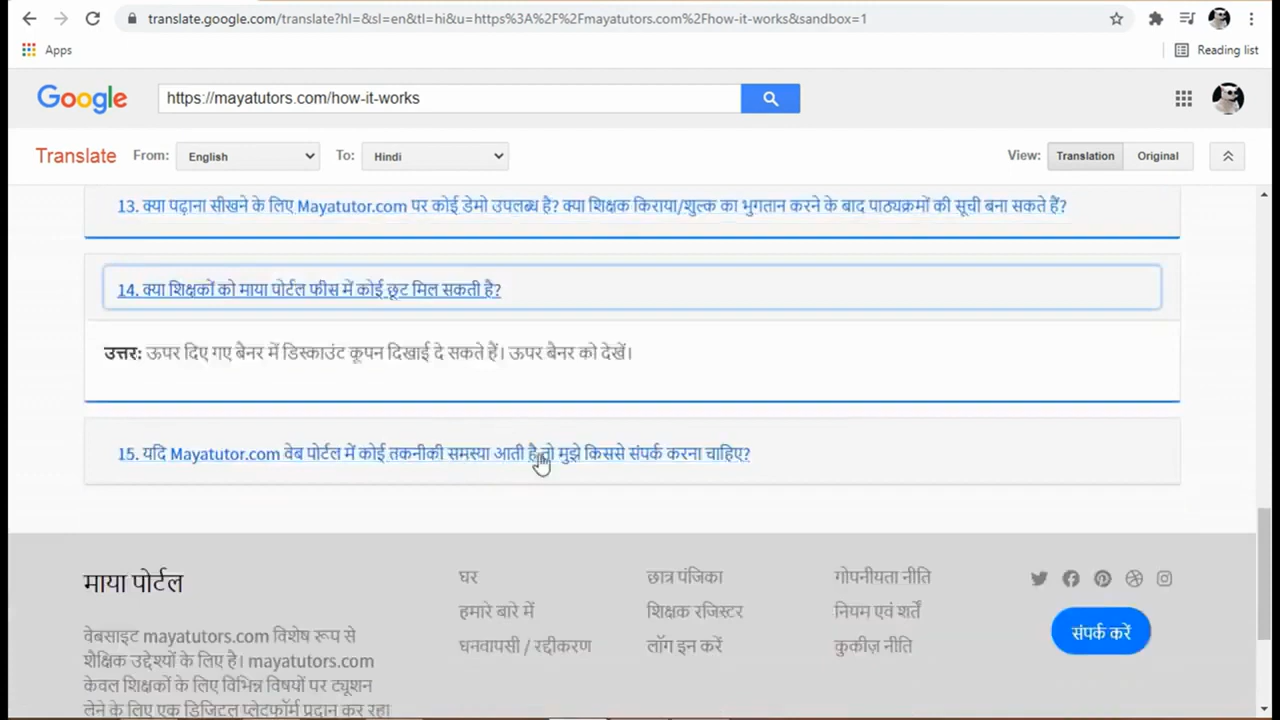 translate.google.com/translate?hl=&sl=en&tl=hi&u=https%3A%2F%2Fmayatutors.com%2Fhow-it-works&sandbox=1
Apps
Reading list
Google
https://mayatutors.com/how-it-works
Translate From: English To: Hindi View: Translation Original
13. क्या पढ़ाना सीखने के लिए Mayatutor.com पर कोई डेमो उपलब्ध है? क्या शिक्षक किराया/शुल्क का भुगतान करने के बाद पाठ्यक्रमों की सूची बना सकते हैं?
14. क्या शिक्षकों को माया पोर्टल फीस में कोई छूट मिल सकती है?
उत्तर: ऊपर दिए गए बैनर में डिस्काउंट कूपन दिखाई दे सकते हैं। ऊपर बैनर को देखें।
15. यदि Mayatutor.com वेब पोर्टल में कोई तकनीकी समस्या आती है तो मुझे किससे संपर्क करना चाहिए?
माया पोर्टल
वेबसाइट mayatutors.com विशेष रूप से
शैक्षिक उद्देश्यों के लिए है। mayatutors.com
केवल शिक्षकों के लिए विभिन्न विषयों पर ट्यूशन
लेने के लिए एक डिजिटल प्लेटफॉर्म प्रदान कर रहा
घर
हमारे बारे में
धनवापसी / रद्दीकरण
छात्र पंजिका
शिक्षक रजिस्टर
लॉग इन करें
गोपनीयता नीति
नियम एवं शर्तें
कुकीज़ नीति
संपर्क करें